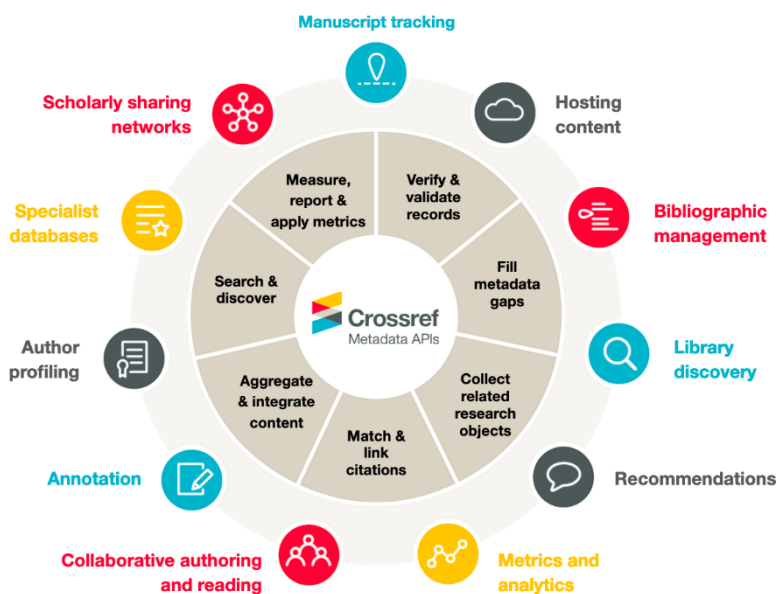 Manuscript tracking
Hosting
content
Bibliographic
management
Library
discovery
Recommendations
Metrics and
analytics
Collaborative authoring
and reading
Annotation
Author
profiling
Specialist
databases
Scholarly sharing
networks
Measure,
report &
apply metrics
Verify &
validate
records
Fill
metadata
gaps
Collect
related
research
objects
Match &
link
citations
Aggregate
& integrate
content
Search &
discover
Crossref
Metadata APIs